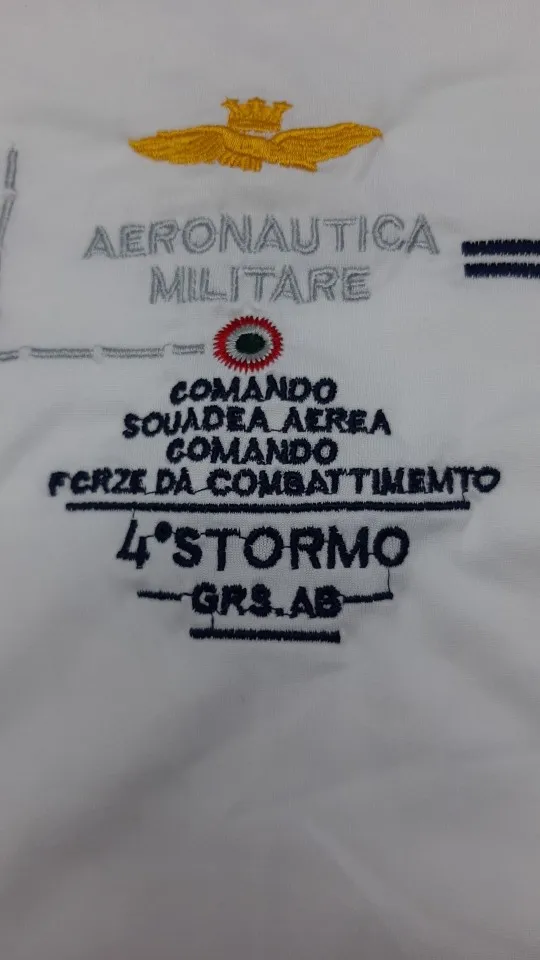 AERONAUTICA
MILITARE
COMANDO
SOUADEA AEREA
COMANDO
FCRZE DA COMBATTIMEMTO
4°STORMO
GRS.AB